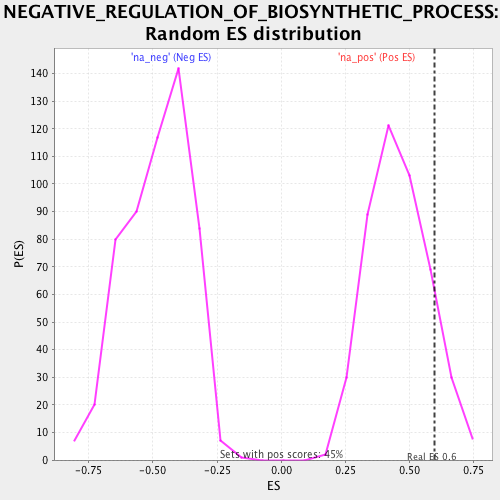 NEGATIVE_REGULATION_OF_BIOSYNTHETIC_PROCESS:
Random ES distribution
'na_neg' (Neg ES)
'na_pos' (Pos ES)
140
130
120
110
100
90
80
70
60
50
40
30
20
10
0
P(ES)
Sets with pos scores: 45%
Real ES 0.6
-0.75
-0.50
-0.25
0.00
0.25
0.50
0.75
ES